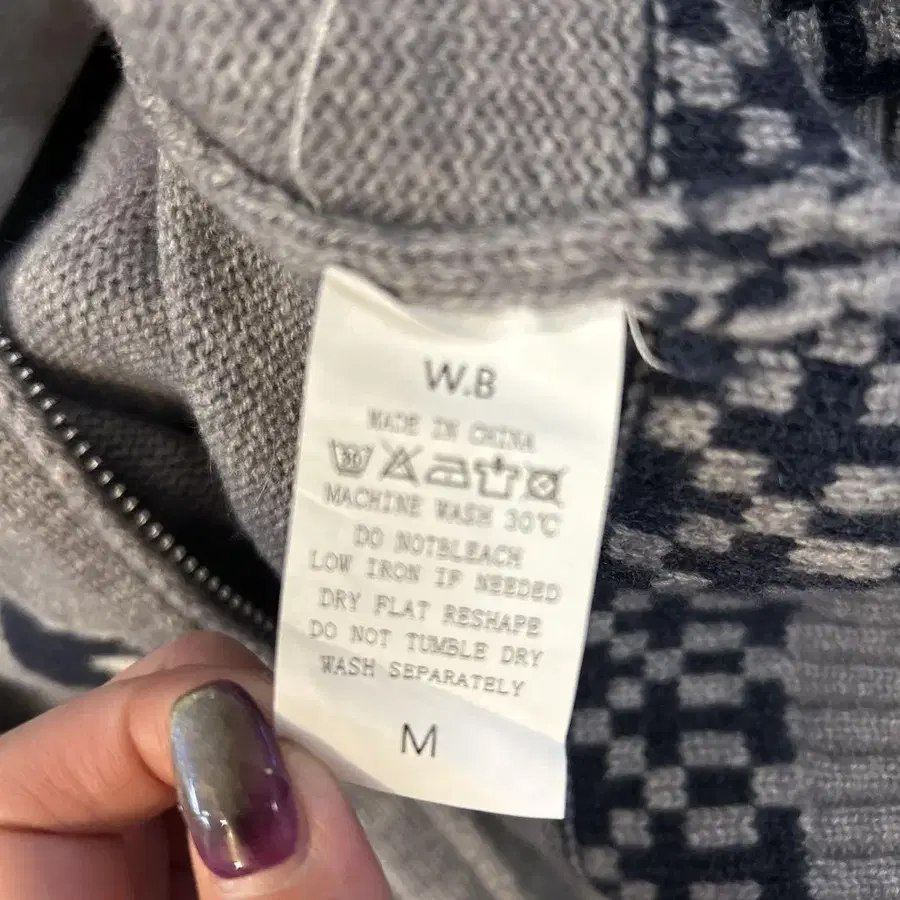 W.B
MADE IN CHINA
30
MACHINE WASH 30℃
DO NOTBLEACH
LOW IRON IF NEEDED
DRY FLAT RESHAPE
DO NOT TUMBLE DRY
WASH SEPARATELY
M